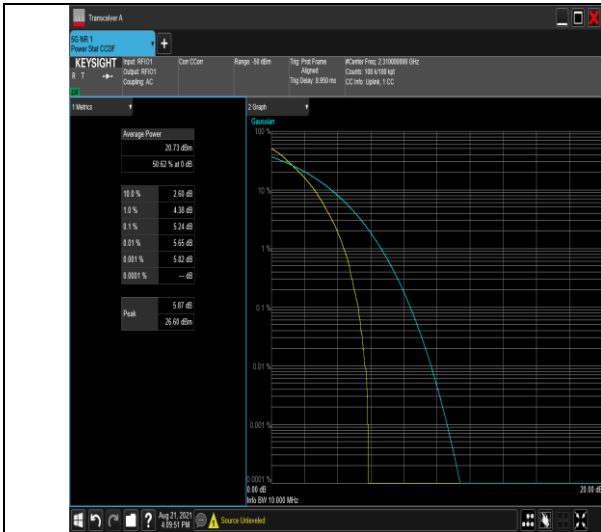 Transceiver A
5G NR 1
Power Stat CCDF
KEYSIGHT
R T
LXI
Input: RFIO1
Output: RFIO1
Coupling: AC
Corr CCorr
Range: -50 dBm
Trig: Prot Frame
Aligned
Trig Delay: 0.950 ms
#Center Freq: 2.310000000 GHz
Counts: 100 k/100 kpt
CC Info: Uplink, 1 CC
1 Metrics
Average Power
20.73 dBm
50.62 % at 0 dB
10.0 % 2.60 dB
1.0 % 4.38 dB
0.1 % 5.24 dB
0.01 % 5.65 dB
0.001 % 5.82 dB
0.0001 % --- dB
Peak 5.87 dB
26.60 dBm
2 Graph
Gaussian
100 %
10 %
1 %
0.1 %
0.01 %
0.001 %
0.0001 %
0.00 dB 20.00 dB
Info BW 10.000 MHz
Aug 21, 2021
4:09:51 PM
Source Unleveled